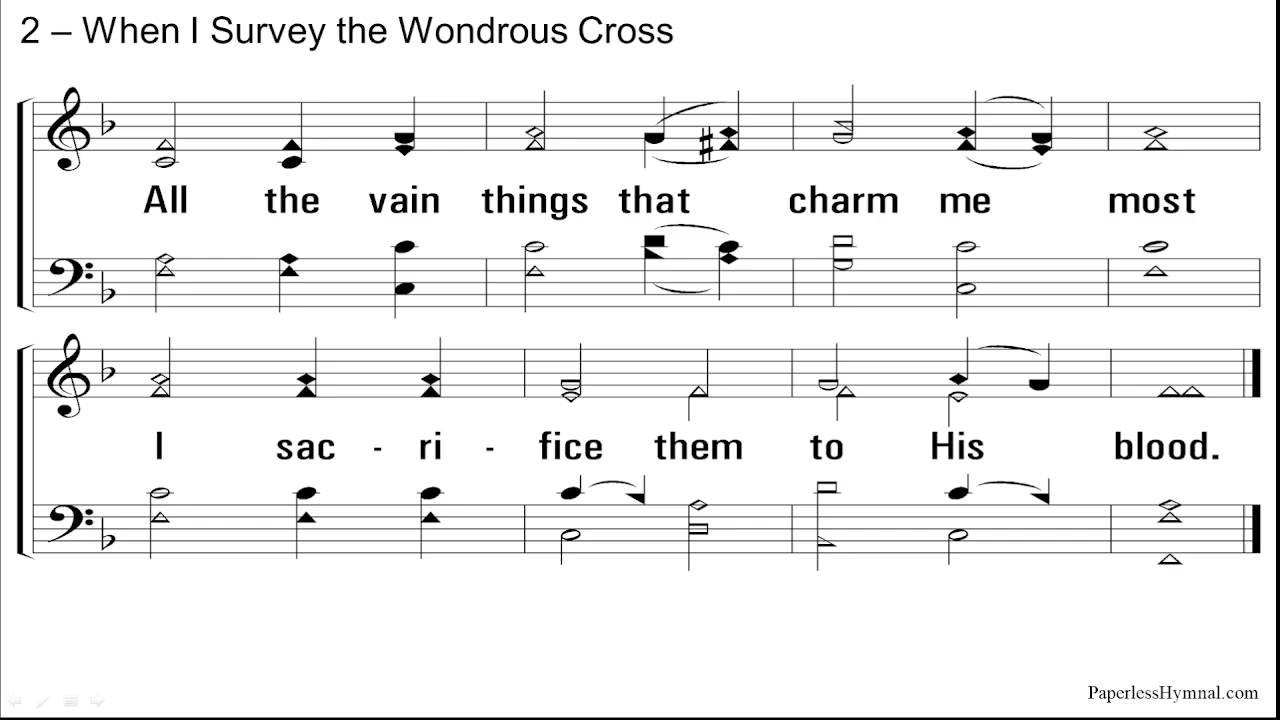 2 – When I Survey the Wondrous Cross
All the vain things that charm me most
I sac - ri - fice them to His blood.
PaperlessHymnal.com